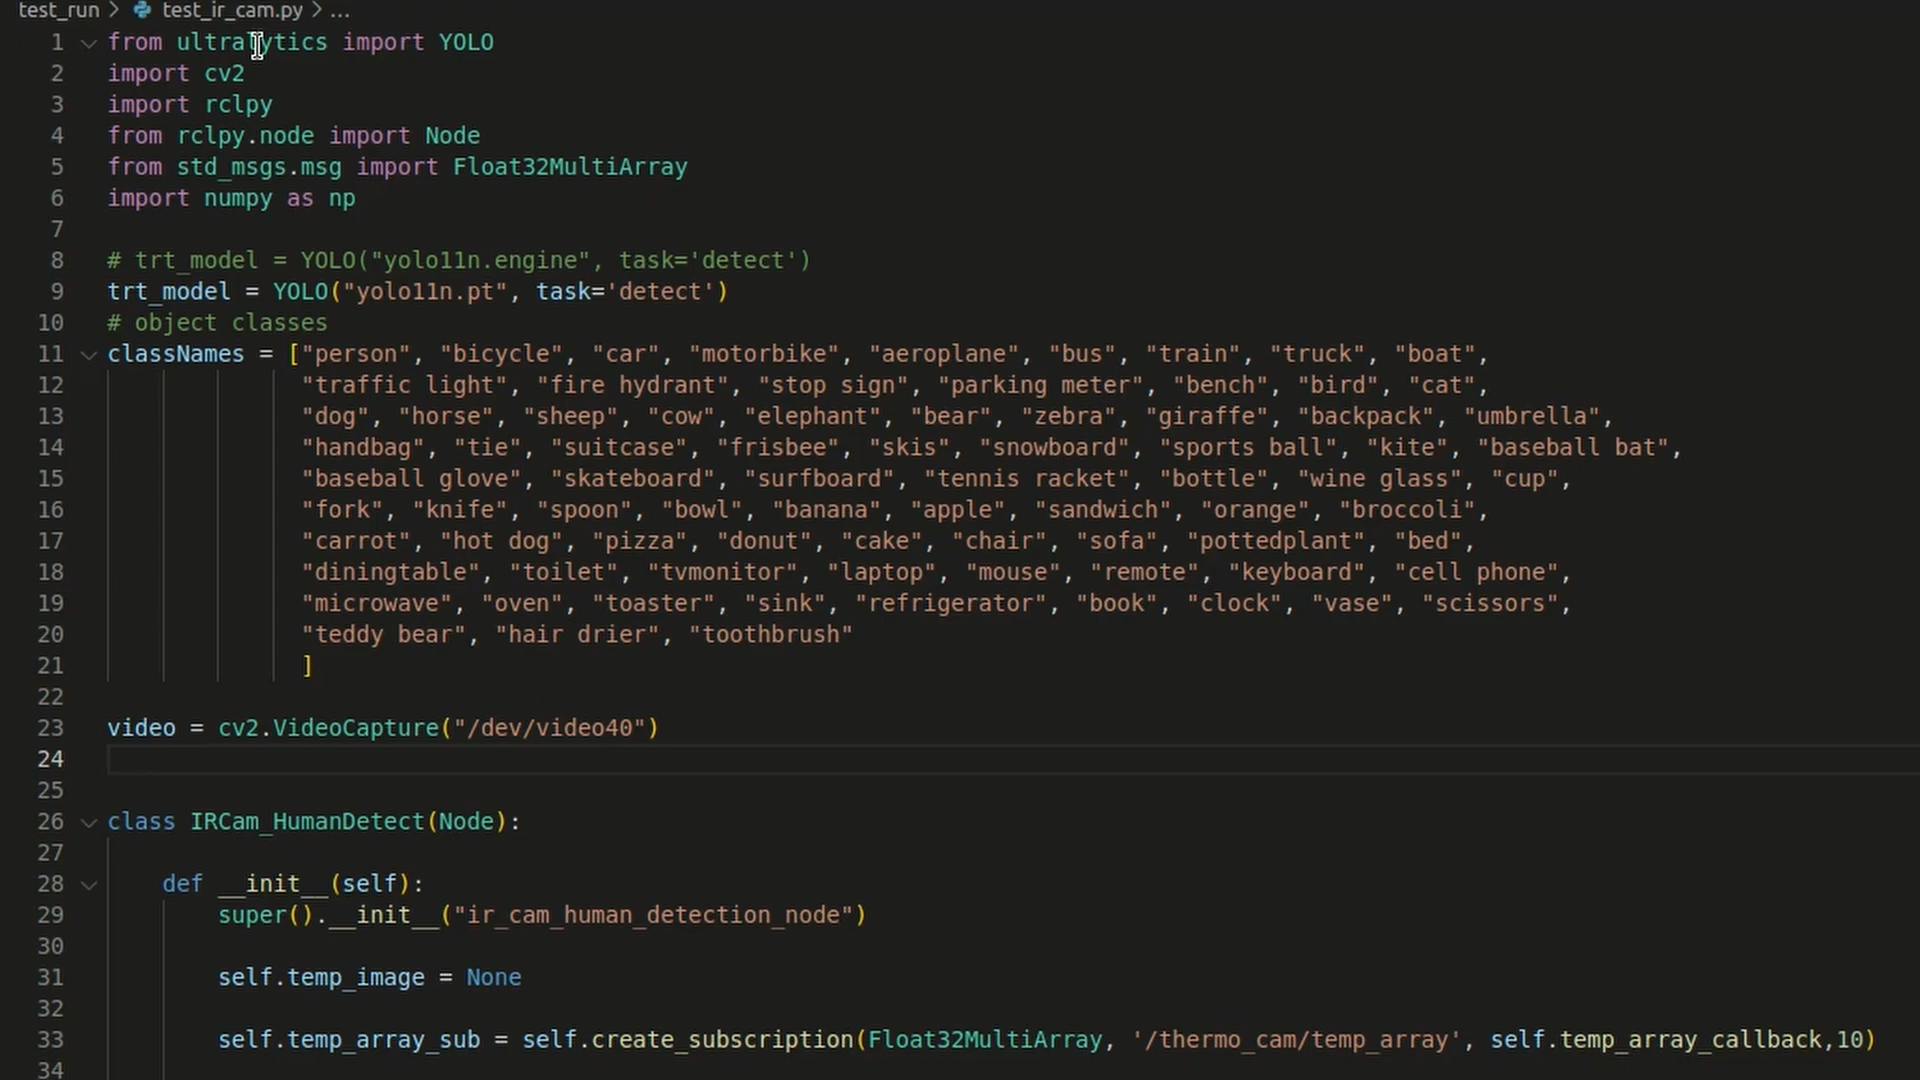 test_run > test_ir_cam.py > ...
1 from ultralytics import YOLO
2 import cv2
3 import rclpy
4 from rclpy.node import Node
5 from std_msgs.msg import Float32MultiArray
6 import numpy as np
7
8 # trt_model = YOLO("yolo11n.engine", task='detect')
9 trt_model = YOLO("yolo11n.pt", task='detect')
10 # object classes
11 classNames = ["person", "bicycle", "car", "motorbike", "aeroplane", "bus", "train", "truck", "boat",
12 "traffic light", "fire hydrant", "stop sign", "parking meter", "bench", "bird", "cat",
13 "dog", "horse", "sheep", "cow", "elephant", "bear", "zebra", "giraffe", "backpack", "umbrella",
14 "handbag", "tie", "suitcase", "frisbee", "skis", "snowboard", "sports ball", "kite", "baseball bat",
15 "baseball glove", "skateboard", "surfboard", "tennis racket", "bottle", "wine glass", "cup",
16 "fork", "knife", "spoon", "bowl", "banana", "apple", "sandwich", "orange", "broccoli",
17 "carrot", "hot dog", "pizza", "donut", "cake", "chair", "sofa", "pottedplant", "bed",
18 "diningtable", "toilet", "tvmonitor", "laptop", "mouse", "remote", "keyboard", "cell phone",
19 "microwave", "oven", "toaster", "sink", "refrigerator", "book", "clock", "vase", "scissors",
20 "teddy bear", "hair drier", "toothbrush"
21 ]
22
23 video = cv2.VideoCapture("/dev/video40")
24
25
26 class IRCam_HumanDetect(Node):
27
28 def __init__(self):
29 super().__init__("ir_cam_human_detection_node")
30
31 self.temp_image = None
32
33 self.temp_array_sub = self.create_subscription(Float32MultiArray, '/thermo_cam/temp_array', self.temp_array_callback,10)
34